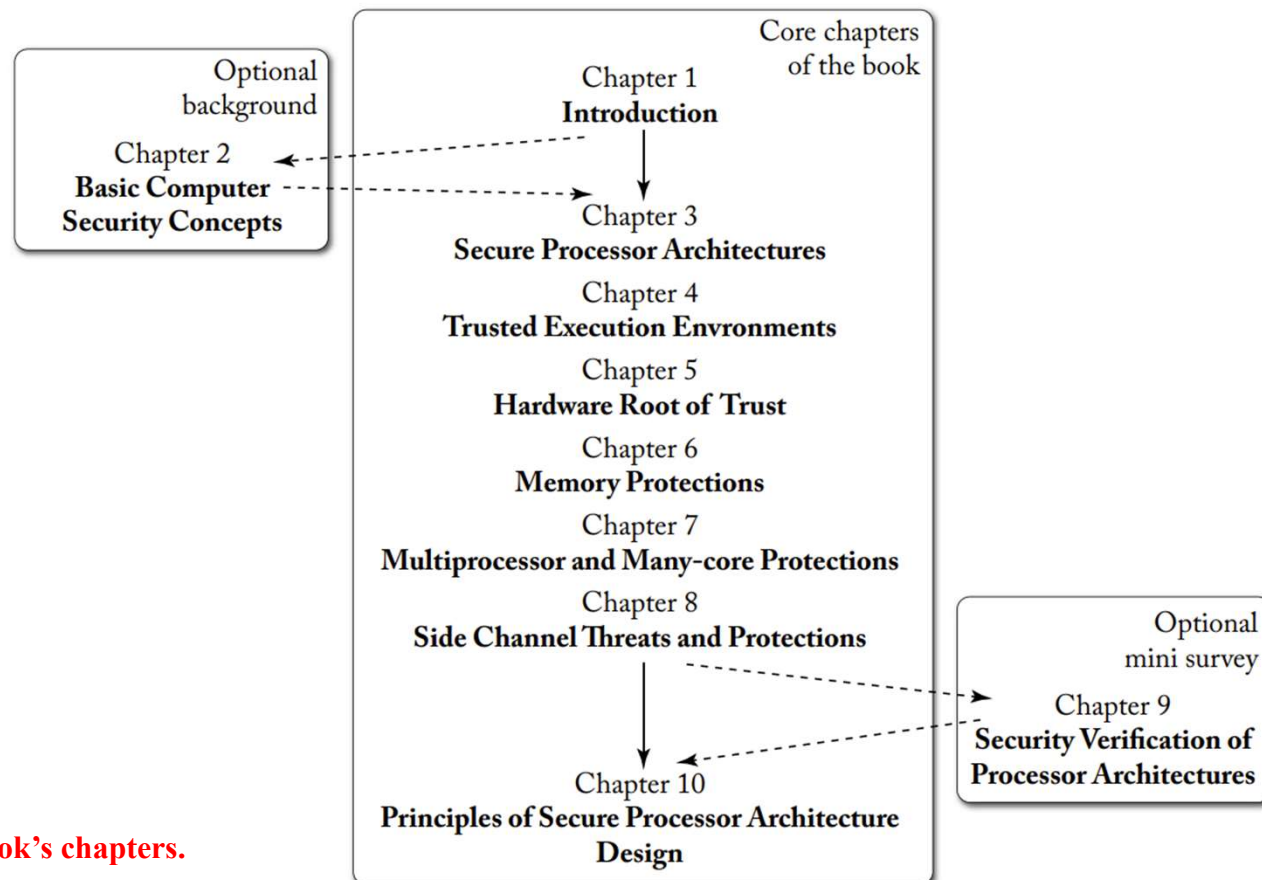 Core chapters
of the book
Optional
background
Chapter 1
Introduction
Chapter 2
Basic Computer
Security Concepts
Chapter 3
Secure Processor Architectures
Chapter 4
Trusted Execution Envronments
Chapter 5
Hardware Root of Trust
Chapter 6
Memory Protections
Chapter 7
Multiprocessor and Many-core Protections
Chapter 8
Side Channel Threats and Protections
Optional
mini survey
Chapter 9
Security Verification of
Processor Architectures
Chapter 10
Principles of Secure Processor Architecture
Design
ok’s chapters.